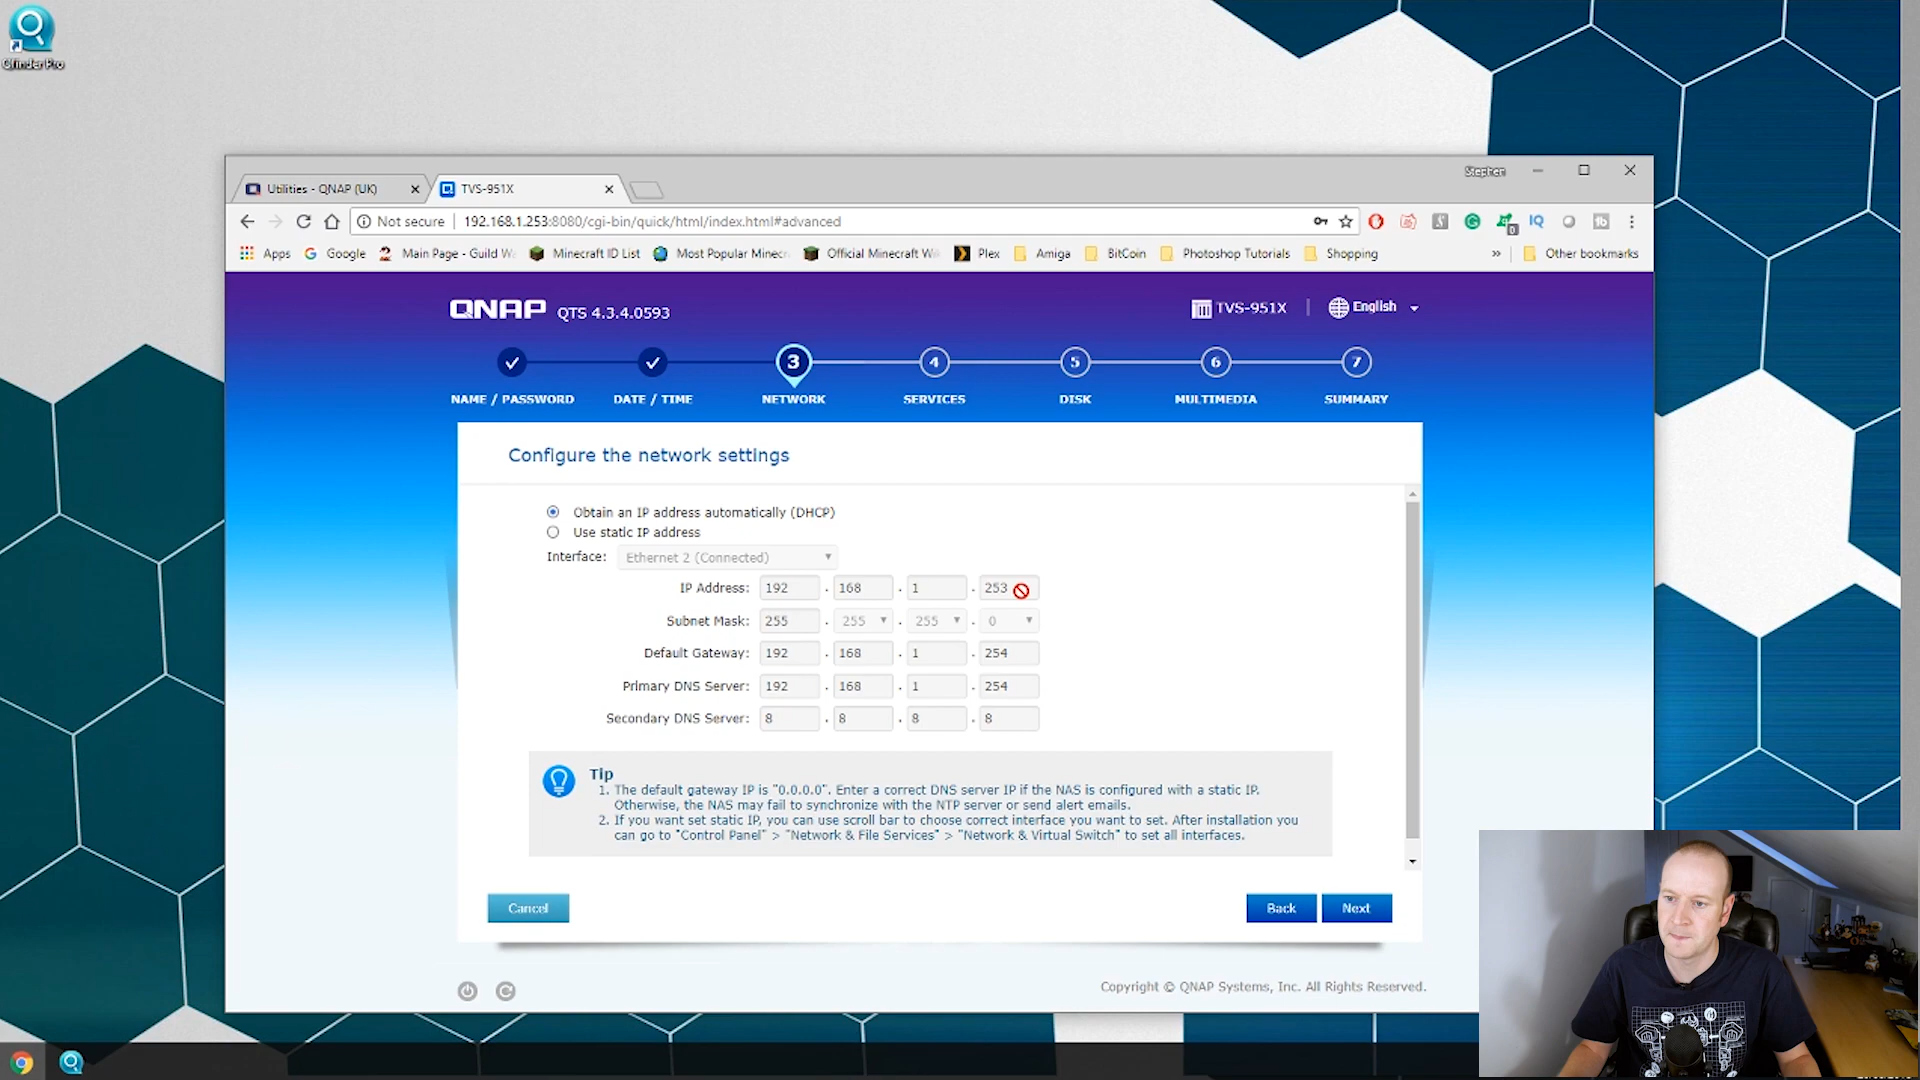 Qfinder Pro
Stephen
Utilities - QNAP (UK)
TVS-951X
Not secure
192.168.1.253:8080/cgi-bin/quick/html/index.html#advanced
Apps
Google
Main Page - Guild W
Minecraft ID List
Most Popular Minecr
Official Minecraft Wi
Plex
Amiga
BitCoin
Photoshop Tutorials
Shopping
»
Other bookmarks
QNAP QTS 4.3.4.0593
TVS-951X
English
3 4 5 6 7
NAME / PASSWORD DATE / TIME NETWORK SERVICES DISK MULTIMEDIA SUMMARY
Configure the network settings
Obtain an IP address automatically (DHCP)
Use static IP address
Interface: Ethernet 2 (Connected)
IP Address: 192 . 168 . 1 . 253
Subnet Mask: 255 . 255 . 255 . 0
Default Gateway: 192 . 168 . 1 . 254
Primary DNS Server: 192 . 168 . 1 . 254
Secondary DNS Server: 8 . 8 . 8 . 8
Tip
1. The default gateway IP is "0.0.0.0". Enter a correct DNS server IP if the NAS is configured with a static IP.
Otherwise, the NAS may fail to synchronize with the NTP server or send alert emails.
2. If you want set static IP, you can use scroll bar to choose correct interface you want to set. After installation you
can go to "Control Panel" > "Network & File Services" > "Network & Virtual Switch" to set all interfaces.
Cancel
Back
Next
Copyright © QNAP Systems, Inc. All Rights Reserved.